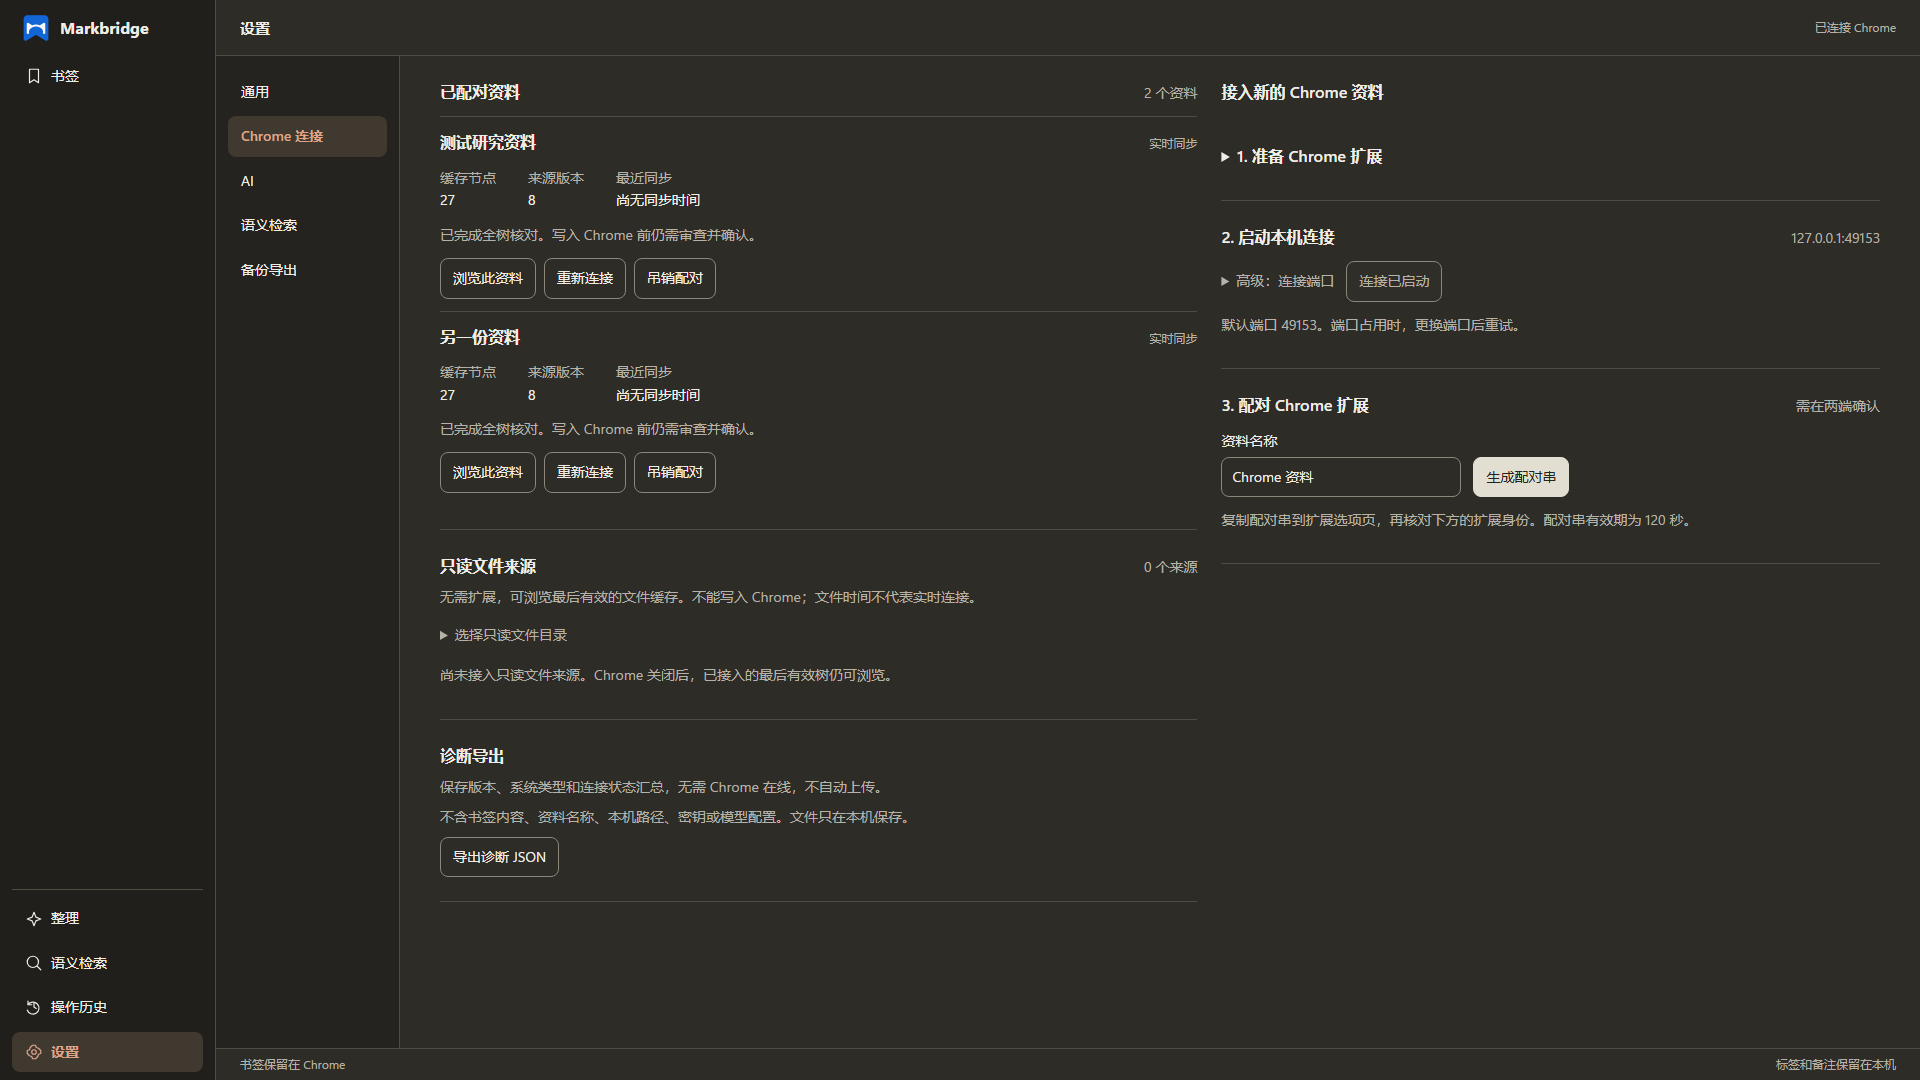 Markbridge
书签
整理
语义检索
操作历史
设置
设置
已连接 Chrome
通用
Chrome 连接
AI
语义检索
备份导出
已配对资料
2 个资料
测试研究资料
实时同步
缓存节点 来源版本 最近同步
27 8 尚无同步时间
已完成全树核对。写入 Chrome 前仍需审查并确认。
浏览此资料 重新连接 吊销配对
另一份资料
实时同步
缓存节点 来源版本 最近同步
27 8 尚无同步时间
已完成全树核对。写入 Chrome 前仍需审查并确认。
浏览此资料 重新连接 吊销配对
只读文件来源
0 个来源
无需扩展，可浏览最后有效的文件缓存。不能写入 Chrome；文件时间不代表实时连接。
选择只读文件目录
尚未接入只读文件来源。Chrome 关闭后，已接入的最后有效树仍可浏览。
诊断导出
保存版本、系统类型和连接状态汇总，无需 Chrome 在线，不自动上传。
不含书签内容、资料名称、本机路径、密钥或模型配置。文件只在本机保存。
导出诊断 JSON
接入新的 Chrome 资料
1. 准备 Chrome 扩展
2. 启动本机连接
127.0.0.1:49153
高级：连接端口 连接已启动
默认端口 49153。端口占用时，更换端口后重试。
3. 配对 Chrome 扩展
需在两端确认
资料名称
Chrome 资料 生成配对串
复制配对串到扩展选项页，再核对下方的扩展身份。配对串有效期为 120 秒。
书签保留在 Chrome
标签和备注保留在本机